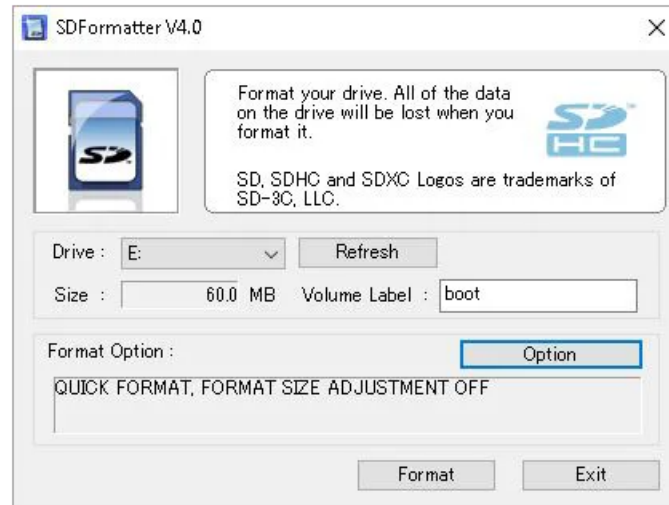 SDFormatter V4.0
Format your drive. All of the data
on the drive will be lost when you
format it.
SD, SDHC and SDXC Logos are trademarks of
SD-3C, LLC.
SD
SD
HC
Drive : E: Refresh
Size : 60.0 MB Volume Label : boot
Format Option :
Option
QUICK FORMAT, FORMAT SIZE ADJUSTMENT OFF
Format Exit